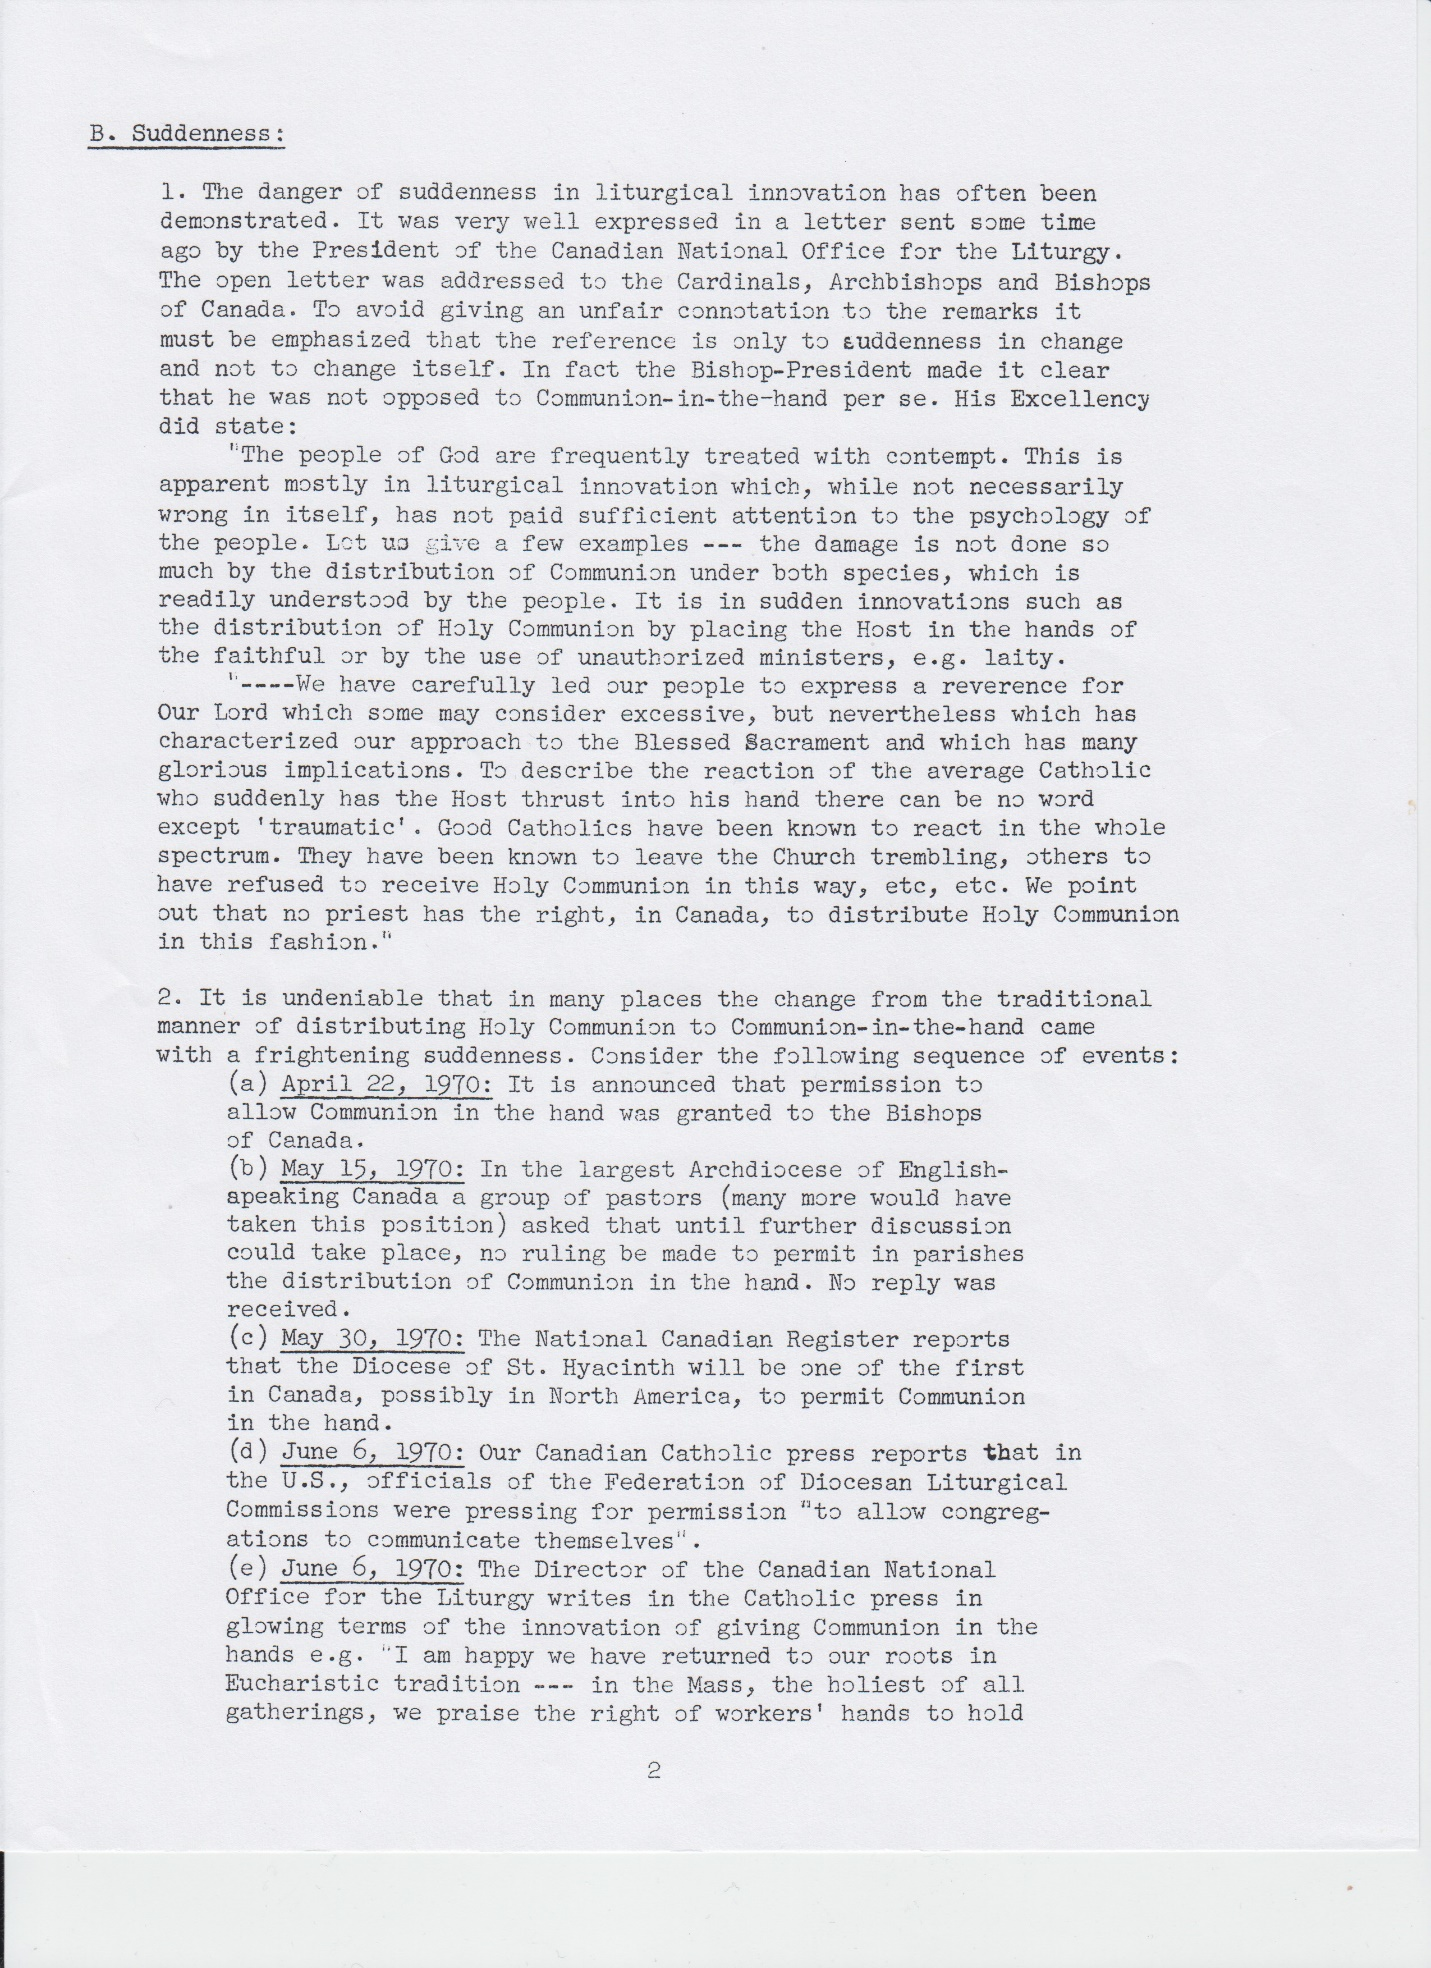 B. Suddenness:
1. The danger of suddenness in liturgical innovation has often been
demonstrated. It was very well expressed in a letter sent some time
ago by the President of the Canadian National Office for the Liturgy.
The open letter was addressed to the Cardinals, Archbishops and Bishops
of Canada. To avoid giving an unfair connotation to the remarks it
must be emphasized that the reference is only to suddenness in change
and not to change itself. In fact the Bishop-President made it clear
that he was not opposed to Communion-in-the-hand per se. His Excellency
did state:
"The people of God are frequently treated with contempt. This is
apparent mostly in liturgical innovation which, while not necessarily
wrong in itself, has not paid sufficient attention to the psychology of
the people. Let us give a few examples --- the damage is not done so
much by the distribution of Communion under both species, which is
readily understood by the people. It is in sudden innovations such as
the distribution of Holy Communion by placing the Host in the hands of
the faithful or by the use of unauthorized ministers, e.g. laity.
"----We have carefully led our people to express a reverence for
Our Lord which some may consider excessive, but nevertheless which has
characterized our approach to the Blessed Sacrament and which has many
glorious implications. To describe the reaction of the average Catholic
who suddenly has the Host thrust into his hand there can be no word
except 'traumatic'. Good Catholics have been known to react in the whole
spectrum. They have been known to leave the Church trembling, others to
have refused to receive Holy Communion in this way, etc, etc. We point
out that no priest has the right, in Canada, to distribute Holy Communion
in this fashion."
2. It is undeniable that in many places the change from the traditional
manner of distributing Holy Communion to Communion-in-the-hand came
with a frightening suddenness. Consider the following sequence of events:
(a) April 22, 1970: It is announced that permission to
allow Communion in the hand was granted to the Bishops
of Canada.
(b) May 15, 1970: In the largest Archdiocese of English-
speaking Canada a group of pastors (many more would have
taken this position) asked that until further discussion
could take place, no ruling be made to permit in parishes
the distribution of Communion in the hand. No reply was
received.
(c) May 30, 1970: The National Canadian Register reports
that the Diocese of St. Hyacinth will be one of the first
in Canada, possibly in North America, to permit Communion
in the hand.
(d) June 6, 1970: Our Canadian Catholic press reports that in
the U.S., officials of the Federation of Diocesan Liturgical
Commissions were pressing for permission "to allow congreg-
ations to communicate themselves".
(e) June 6, 1970: The Director of the Canadian National
Office for the Liturgy writes in the Catholic press in
glowing terms of the innovation of giving Communion in the
hands e.g. "I am happy we have returned to our roots in
Eucharistic tradition --- in the Mass, the holiest of all
gatherings, we praise the right of workers' hands to hold
2